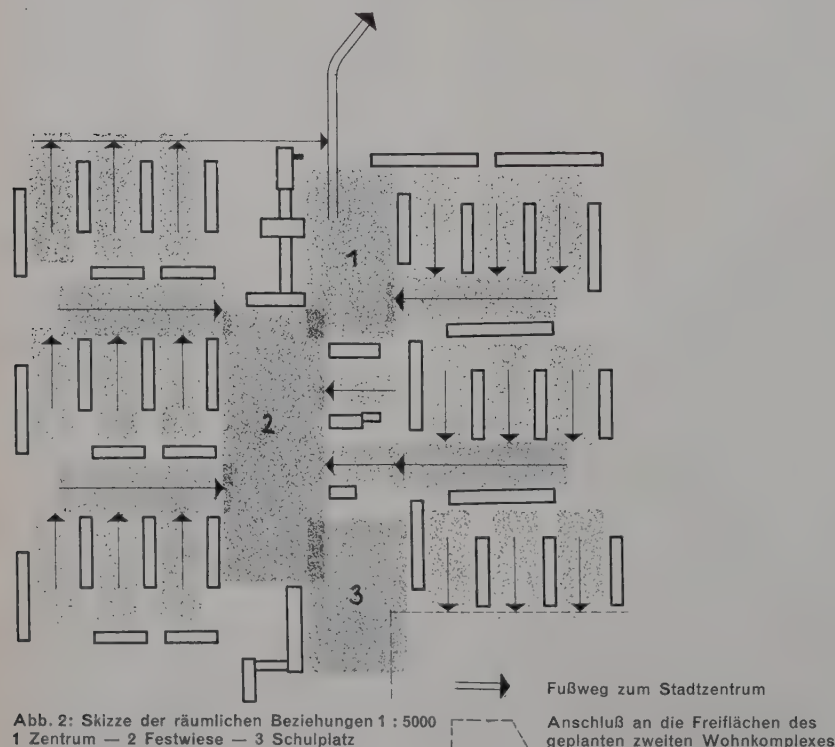 1
2
3
Fußweg zum Stadtzentrum
Abb. 2: Skizze der räumlichen Beziehungen 1 : 5000
1 Zentrum — 2 Festwiese — 3 Schulplatz
Anschluß an die Freiflächen des
geplanten zweiten Wohnkomplexes